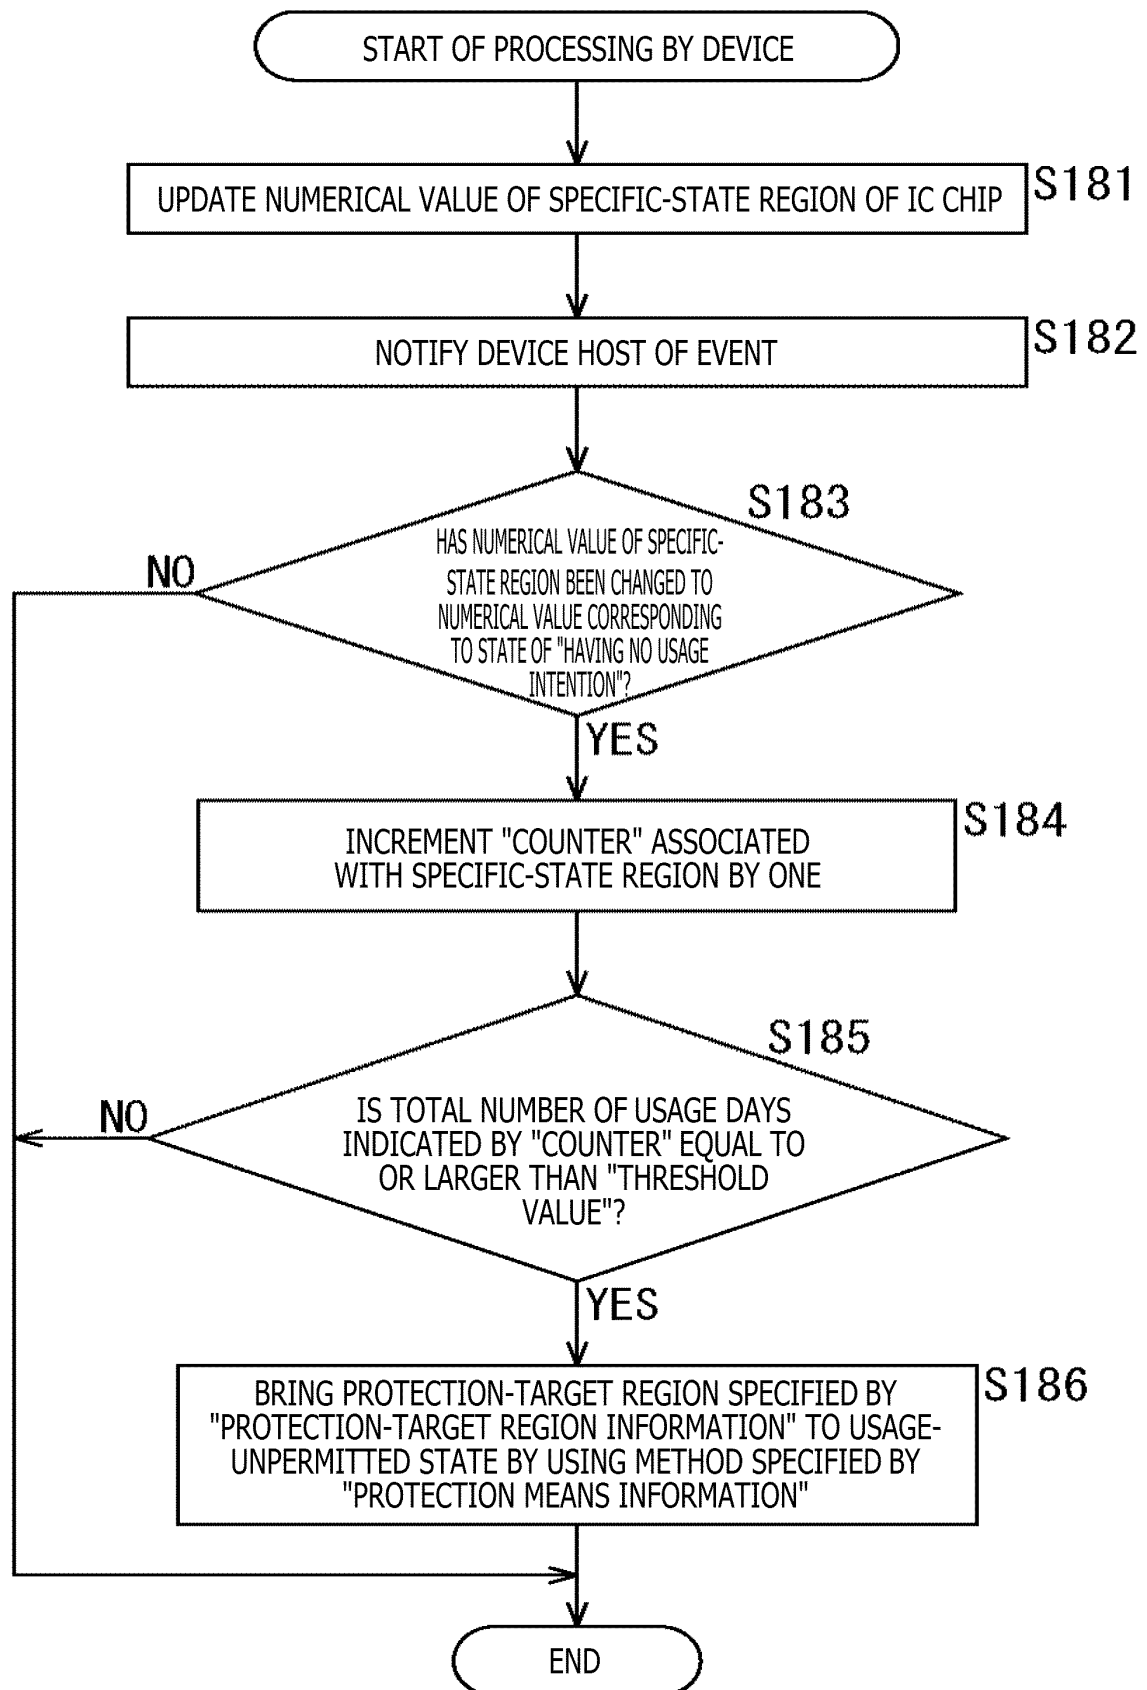 START OF PROCESSING BY DEVICE
UPDATE NUMERICAL VALUE OF SPECIFIC-STATE REGION OF IC CHIP
S181
NOTIFY DEVICE HOST OF EVENT
S182
S183
HAS NUMERICAL VALUE OF SPECIFIC-
STATE REGION BEEN CHANGED TO
NUMERICAL VALUE CORRESPONDING
TO STATE OF "HAVING NO USAGE
INTENTION"?
NO
YES
INCREMENT "COUNTER" ASSOCIATED
WITH SPECIFIC-STATE REGION BY ONE
S184
S185
IS TOTAL NUMBER OF USAGE DAYS
INDICATED BY "COUNTER" EQUAL TO
OR LARGER THAN "THRESHOLD
VALUE"?
NO
YES
BRING PROTECTION-TARGET REGION SPECIFIED BY
"PROTECTION-TARGET REGION INFORMATION" TO USAGE-
UNPERMITTED STATE BY USING METHOD SPECIFIED BY
"PROTECTION MEANS INFORMATION"
S186
END